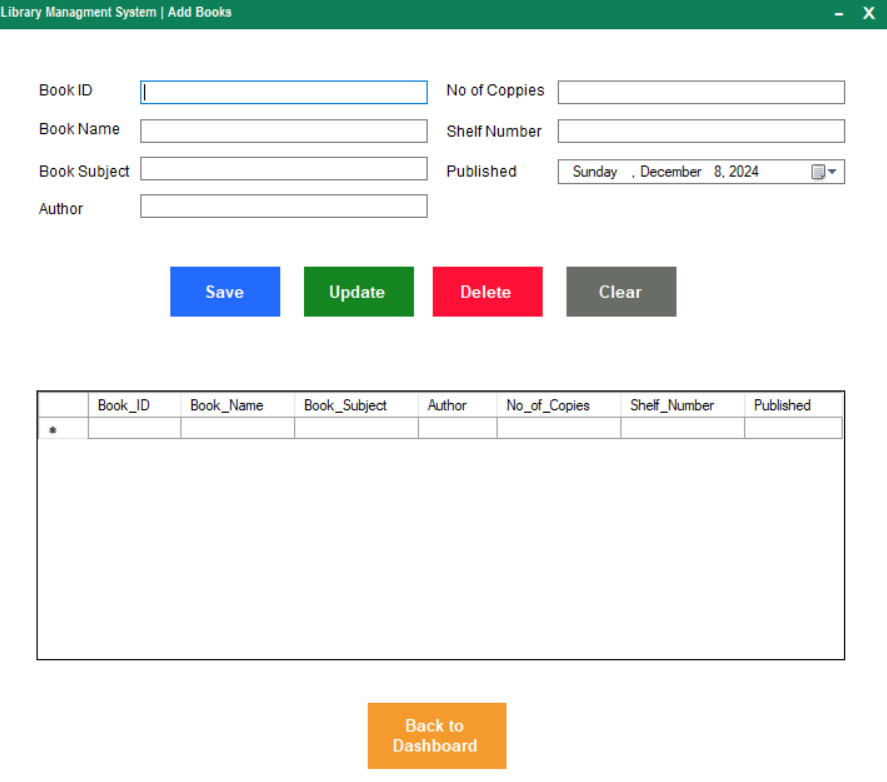 Library Managment System | Add Books
– X
Book ID
No of Coppies
Book Name
Shelf Number
Book Subject
Published
Sunday , December 8, 2024
Author
Save
Update
Delete
Clear
Book_ID Book_Name Book_Subject Author No_of_Copies Shelf_Number Published
*
Back to
Dashboard